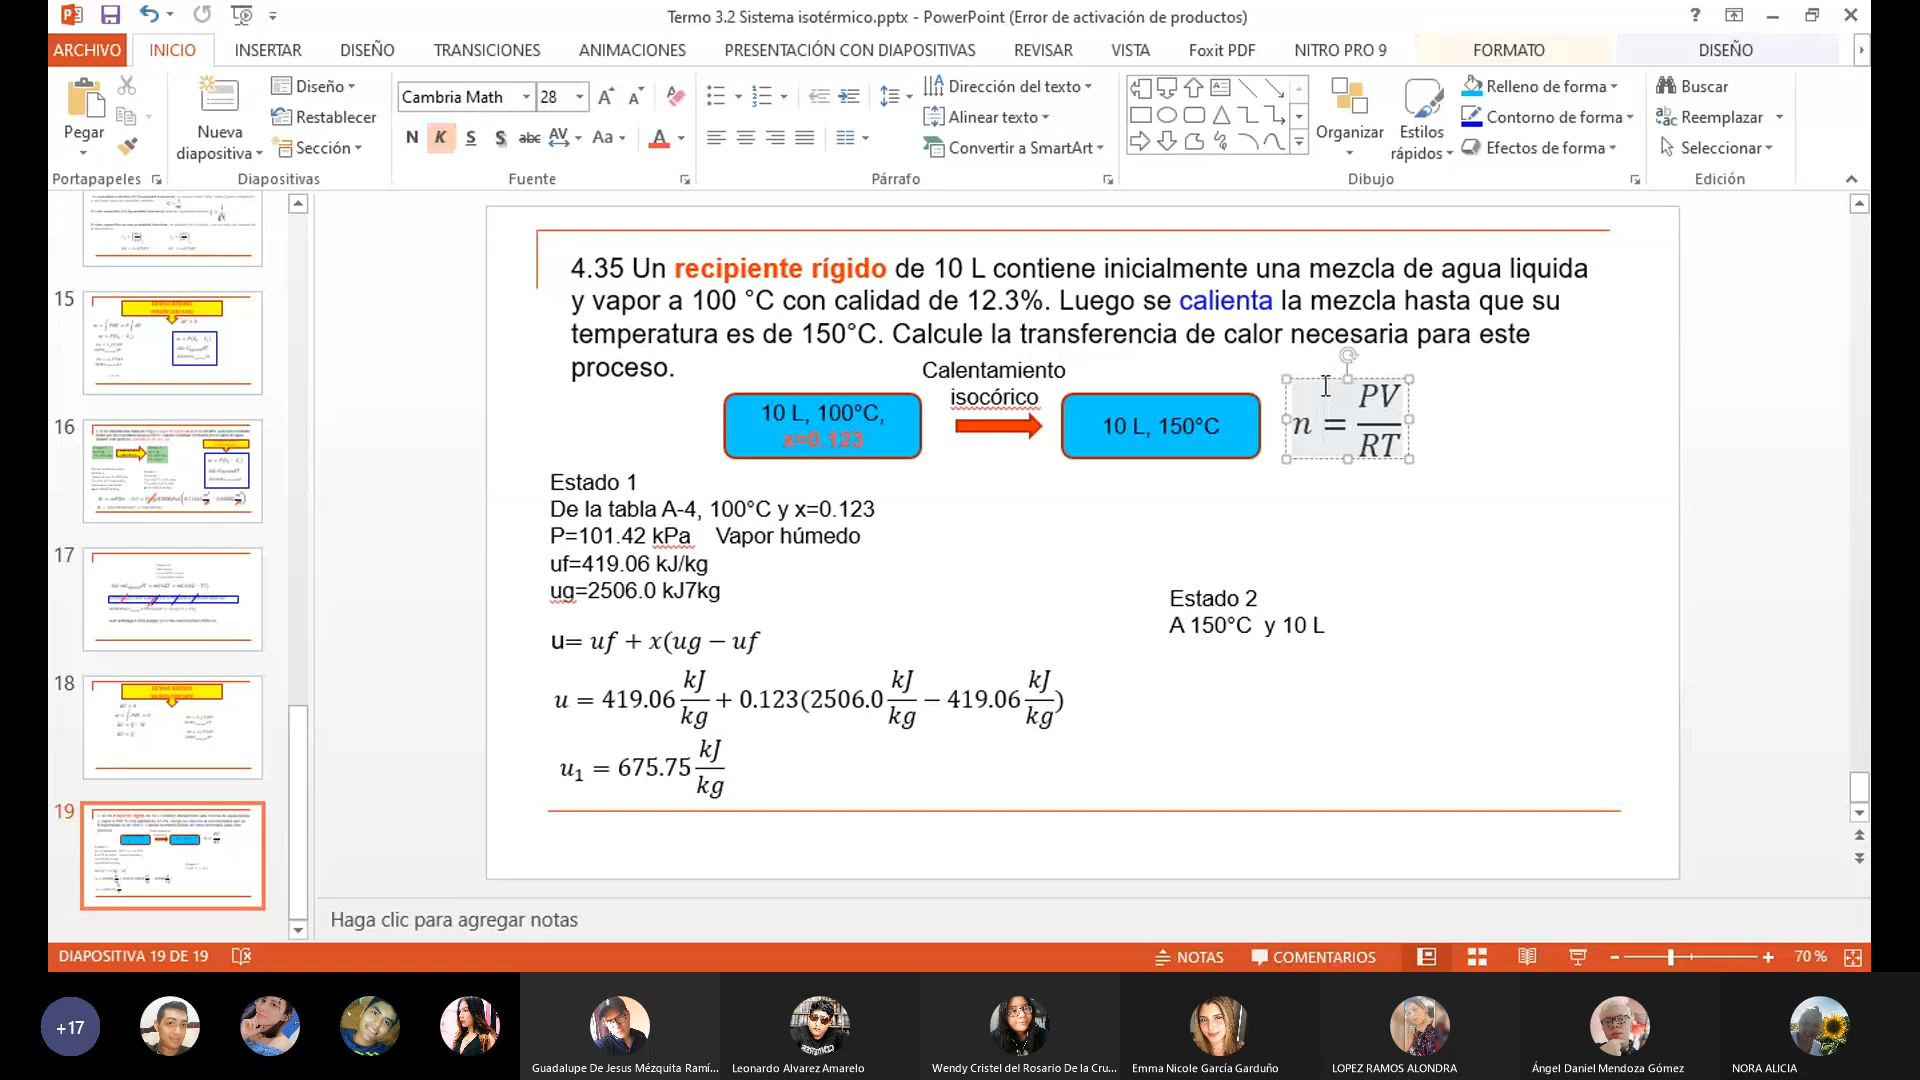 Termo 3.2 Sistema isotérmico.pptx - PowerPoint (Error de activación de productos)
ARCHIVO INICIO INSERTAR DISEÑO TRANSICIONES ANIMACIONES PRESENTACIÓN CON DIAPOSITIVAS REVISAR VISTA Foxit PDF NITRO PRO 9 FORMATO DISEÑO
Pegar
Nueva diapositiva
Diseño
Restablecer
Sección
Cambria Math 28
N K S S abc AV Aa A
Dirección del texto
Alinear texto
Convertir a SmartArt
Organizar
Estilos rápidos
Relleno de forma
Contorno de forma
Efectos de forma
Buscar
Reemplazar
Seleccionar
Portapapeles Diapositivas Fuente Párrafo Dibujo Edición
15
16
17
18
19
4.35 Un recipiente rígido de 10 L contiene inicialmente una mezcla de agua liquida
y vapor a 100 °C con calidad de 12.3%. Luego se calienta la mezcla hasta que su
temperatura es de 150°C. Calcule la transferencia de calor necesaria para este
proceso.
Calentamiento
isocórico
10 L, 100°C,
x=0.123
10 L, 150°C
n = PV/RT
Estado 1
De la tabla A-4, 100°C y x=0.123
P=101.42 kPa Vapor húmedo
uf=419.06 kJ/kg
ug=2506.0 kJ7kg
u= uf + x(ug − uf
u = 419.06 kJ/kg + 0.123(2506.0 kJ/kg − 419.06 kJ/kg)
u₁ = 675.75 kJ/kg
Estado 2
A 150°C y 10 L
Haga clic para agregar notas
DIAPOSITIVA 19 DE 19 NOTAS COMENTARIOS 70 %
+17
Guadalupe De Jesus Mézquita Ramí...
Leonardo Alvarez Amarelo
Wendy Cristel del Rosario De la Cru...
Emma Nicole García Garduño
LOPEZ RAMOS ALONDRA
Ángel Daniel Mendoza Gómez
NORA ALICIA